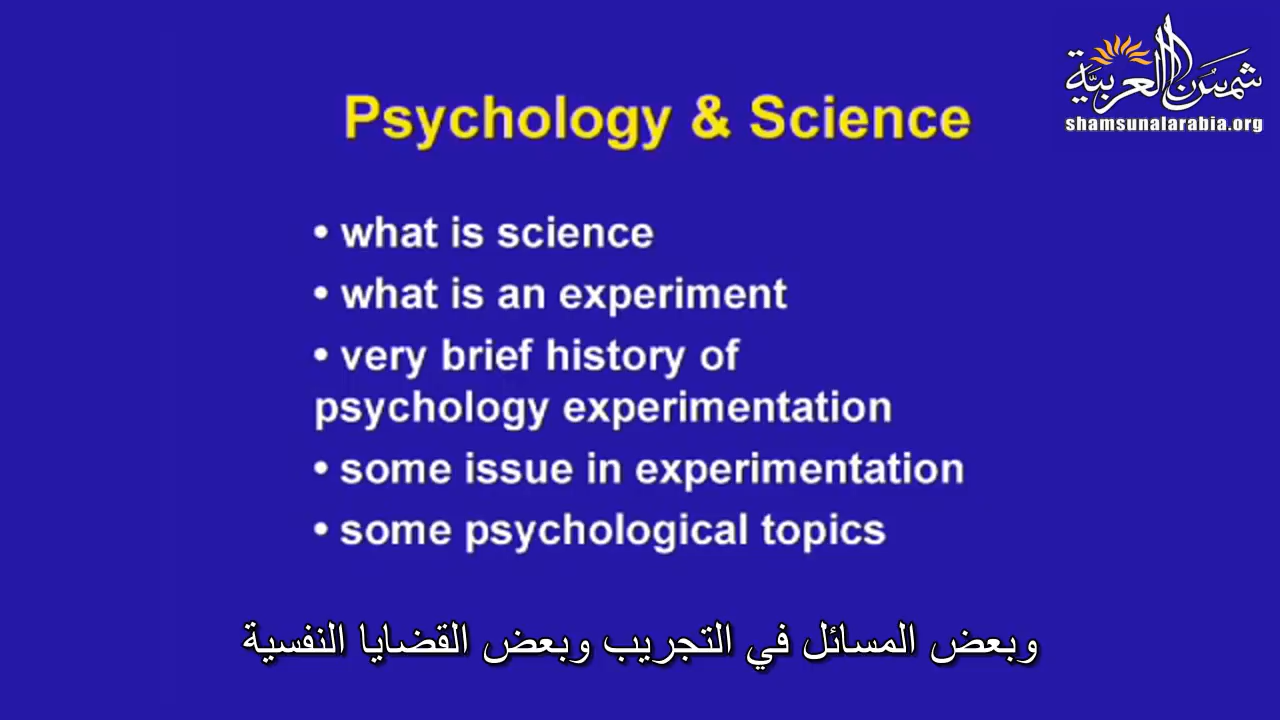 شمسُ العربيَّة
shamsunalarabia.org
Psychology & Science
• what is science
• what is an experiment
• very brief history of
psychology experimentation
• some issue in experimentation
• some psychological topics
وبعض المسائل في التجريب وبعض القضايا النفسية